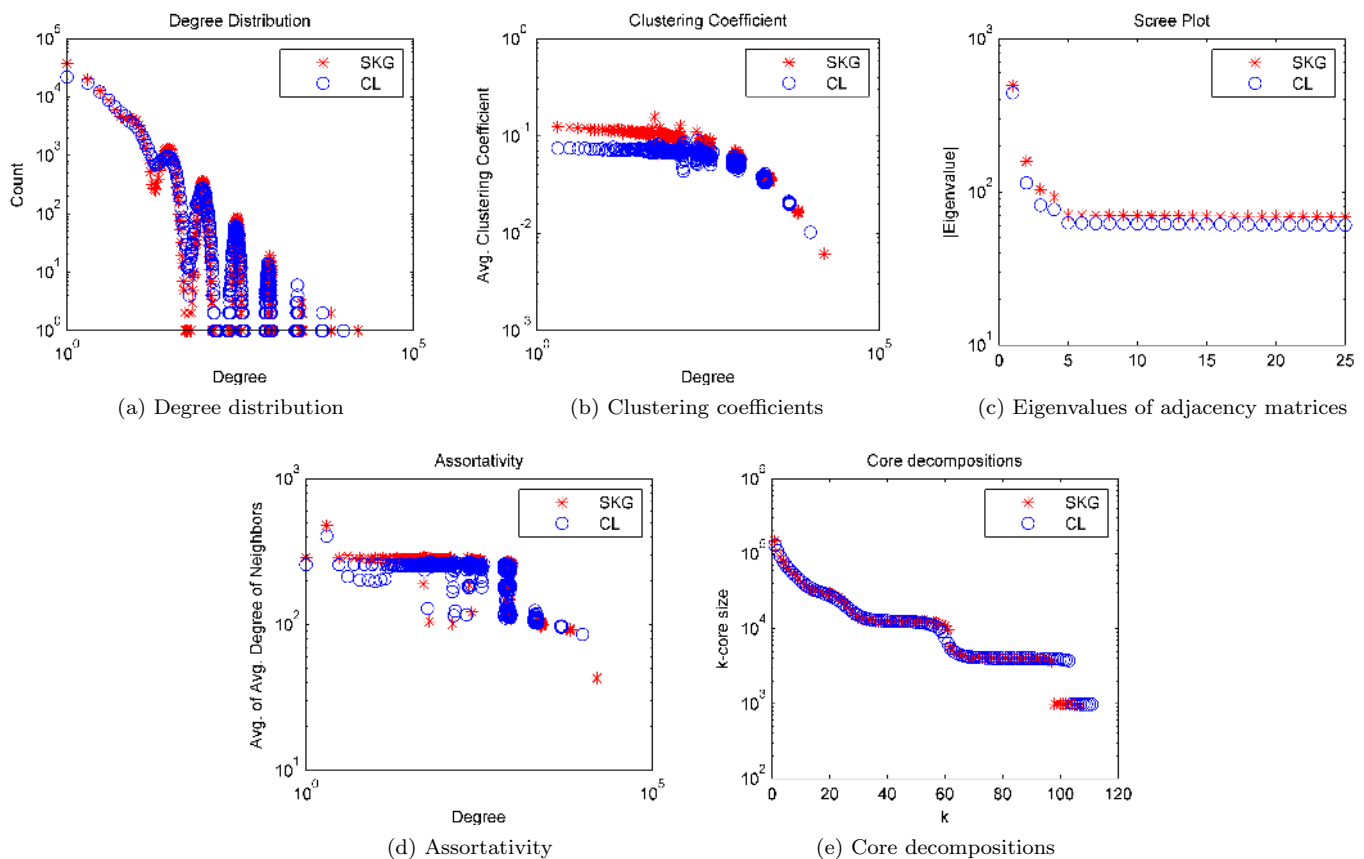 Degree Distribution
10^5
10^4
10^3
10^2
10^1
10^0
Count
SKG
CL
10^0
10^5
Degree
(a) Degree distribution
Clustering Coefficient
10^0
10^-1
10^-2
10^-3
Avg. Clustering Coefficient
SKG
CL
10^0
10^5
Degree
(b) Clustering coefficients
Scree Plot
10^3
10^2
10^1
|Eigenvalue|
SKG
CL
0 5 10 15 20 25
(c) Eigenvalues of adjacency matrices
Assortativity
10^3
10^2
10^1
Avg. of Avg. Degree of Neighbors
SKG
CL
10^0
10^5
Degree
(d) Assortativity
Core decompositions
10^6
10^5
10^4
10^3
10^2
k-core size
SKG
CL
0 20 40 60 80 100 120
k
(e) Core decompositions